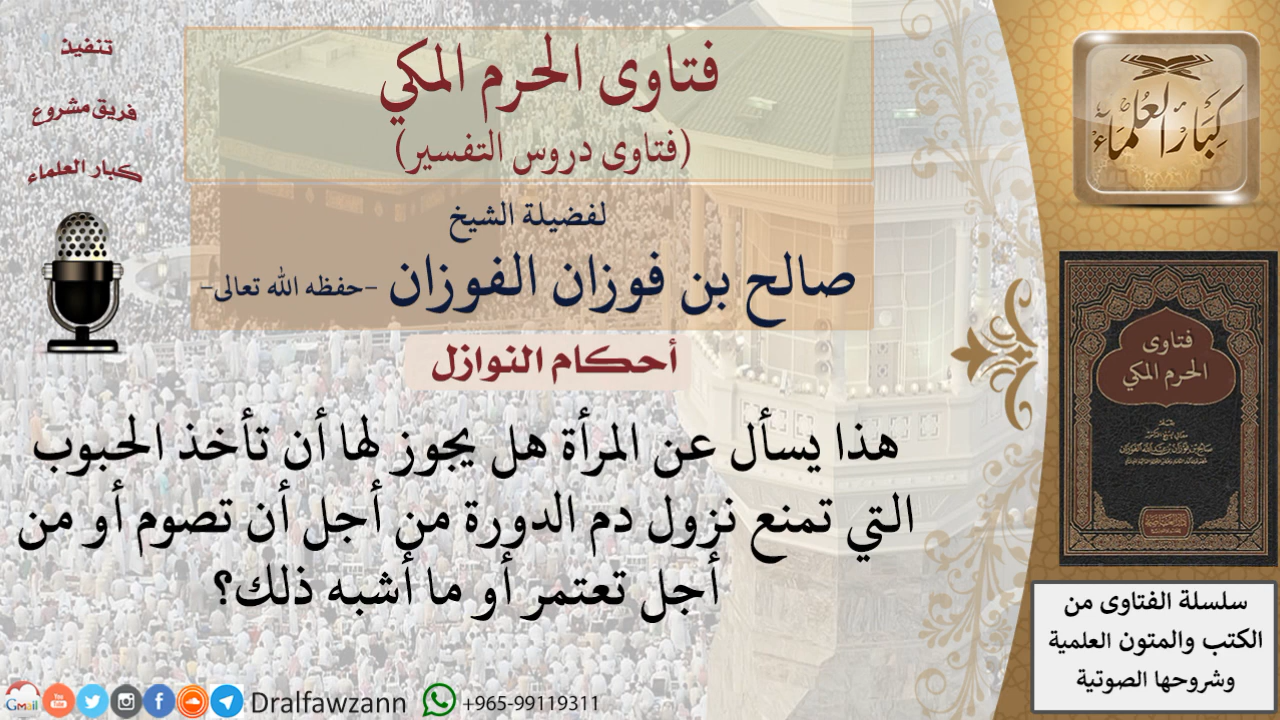 تنفيذ
فريق مشروع
كبار العلماء
فتاوى الحرم المكي
(فتاوى دروس التفسير)
لفضيلة الشيخ
صالح بن فوزان الفوزان -حفظه الله تعالى-
أحكام النوازل
هذا يسأل عن المرأة هل يجوز لها أن تأخذ الحبوب
التي تمنع نزول دم الدورة من أجل أن تصوم أو من
أجل تعتمر أو ما أشبه ذلك؟
كبار العلماء
فتاوى
الحرم المكي
سلسلة الفتاوى من
الكتب والمتون العلمية
وشروحها الصوتية
Gmail
You Tube
Dralfawzann
+965-99119311